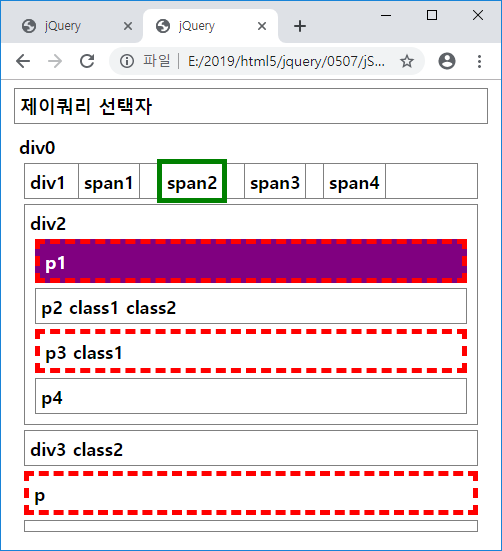 jQuery jQuery
파일 E:/2019/html5/jquery/0507/jS...
제이쿼리 선택자
div0
div1 span1 span2 span3 span4
div2
p1
p2 class1 class2
p3 class1
p4
div3 class2
p